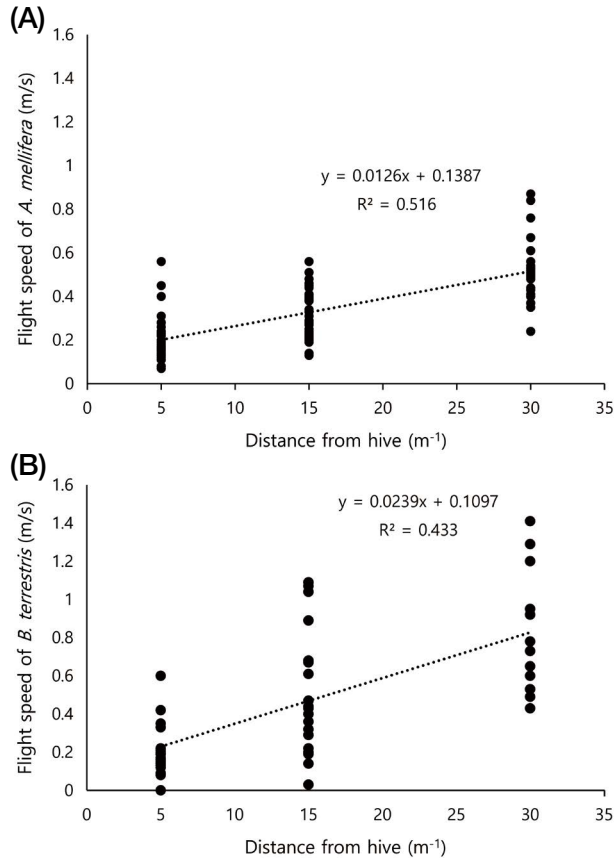 (A)
1.6
1.4
1.2
1
0.8
0.6
0.4
0.2
0
Flight speed of A. mellifera (m/s)
y = 0.0126x + 0.1387
R² = 0.516
0 5 10 15 20 25 30 35
Distance from hive (m⁻¹)
(B)
1.6
1.4
1.2
1
0.8
0.6
0.4
0.2
0
Flight speed of B. terrestris (m/s)
y = 0.0239x + 0.1097
R² = 0.433
0 5 10 15 20 25 30 35
Distance from hive (m⁻¹)